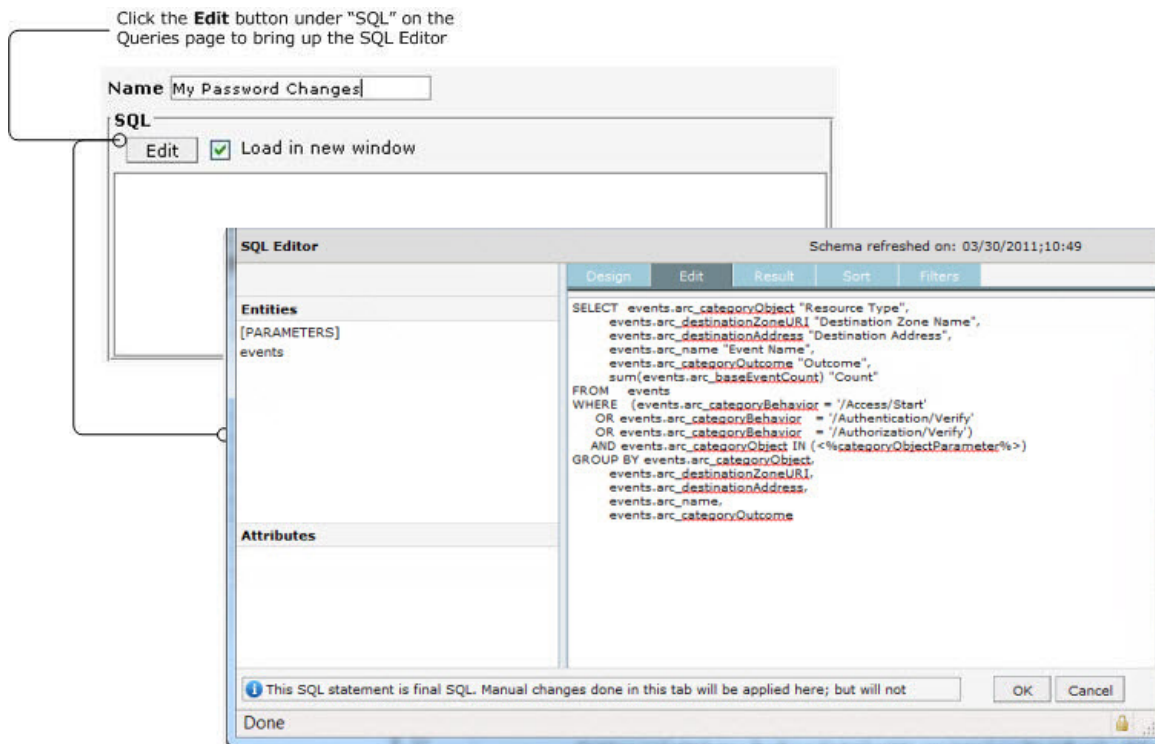 Click the Edit button under “SQL” on the
Queries page to bring up the SQL Editor
Name My Password Changes
SQL
Edit Load in new window
SQL Editor Schema refreshed on: 03/30/2011;10:49
Design Edit Result Sort Filters
Entities
[PARAMETERS]
events
Attributes
SELECT events.arc_categoryObject "Resource Type",
events.arc_destinationZoneURI "Destination Zone Name",
events.arc_destinationAddress "Destination Address",
events.arc_name "Event Name",
events.arc_categoryOutcome "Outcome",
sum(events.arc_baseEventCount) "Count"
FROM events
WHERE (events.arc_categoryBehavior = '/Access/Start'
OR events.arc_categoryBehavior = '/Authentication/Verify'
OR events.arc_categoryBehavior = '/Authorization/Verify')
AND events.arc_categoryObject IN (<%categoryObjectParameter%>)
GROUP BY events.arc_categoryObject,
events.arc_destinationZoneURI,
events.arc_destinationAddress,
events.arc_name,
events.arc_categoryOutcome
This SQL statement is final SQL. Manual changes done in this tab will be applied here; but will not
OK Cancel
Done